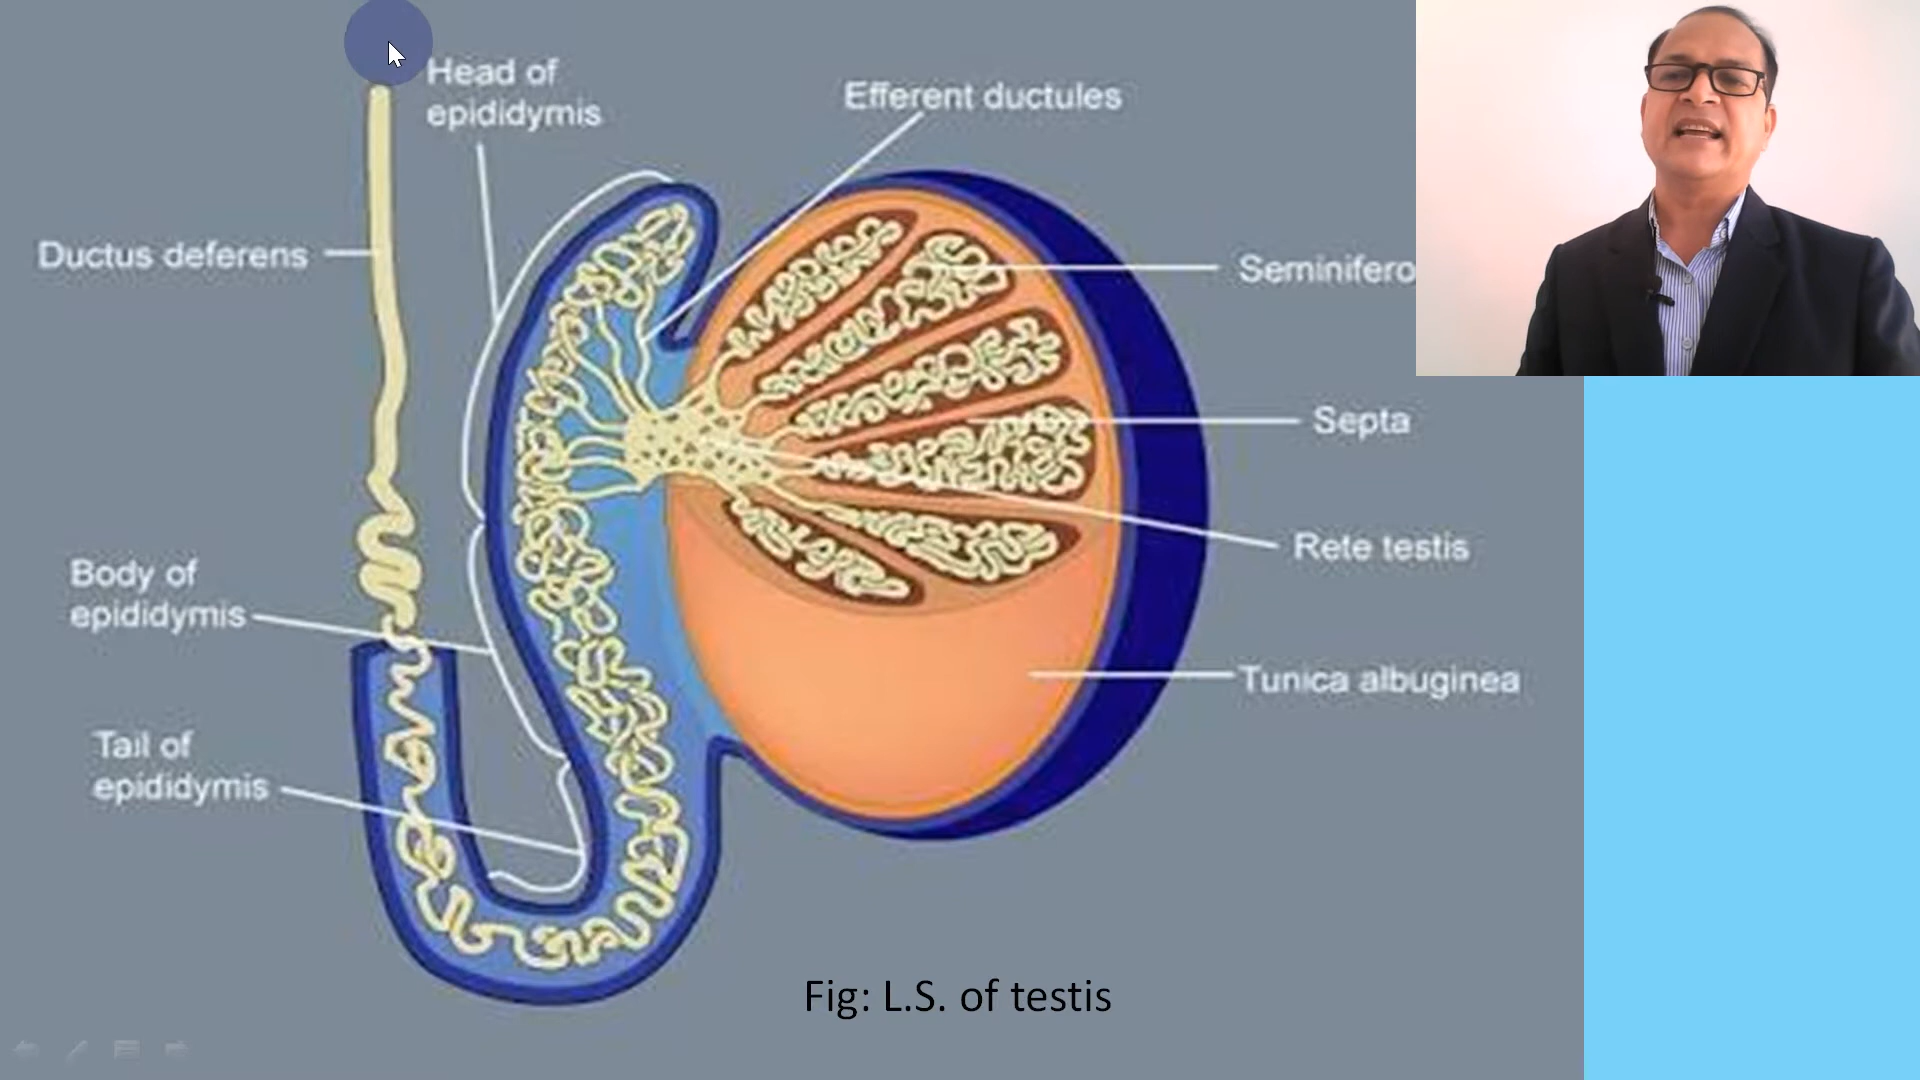 Head of
epididymis
Efferent ductules
Ductus deferens
Seminifero
Septa
Rete testis
Body of
epididymis
Tunica albuginea
Tail of
epididymis
Fig: L.S. of testis